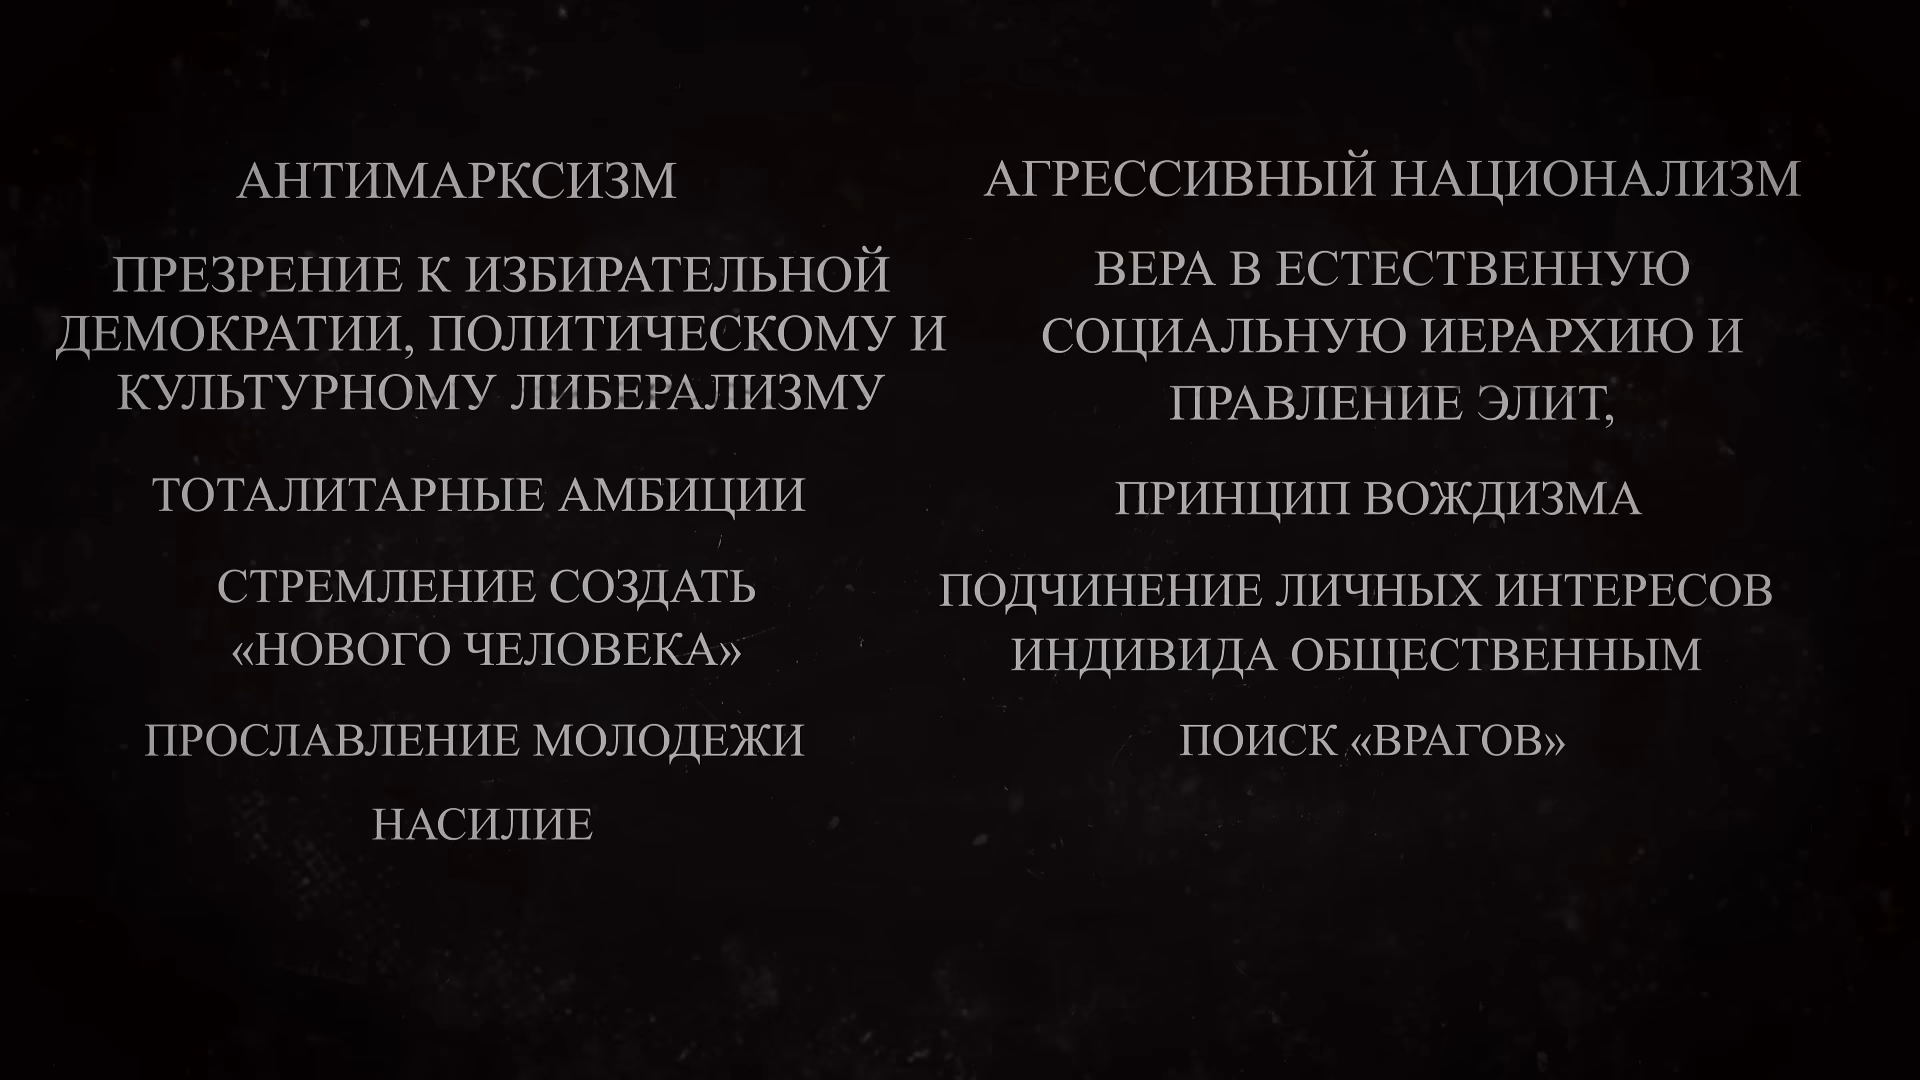 АНТИМАРКСИЗМ
ПРЕЗРЕНИЕ К ИЗБИРАТЕЛЬНОЙ
ДЕМОКРАТИИ, ПОЛИТИЧЕСКОМУ И
КУЛЬТУРНОМУ ЛИБЕРАЛИЗМУ
ТОТАЛИТАРНЫЕ АМБИЦИИ
СТРЕМЛЕНИЕ СОЗДАТЬ
«НОВОГО ЧЕЛОВЕКА»
ПРОСЛАВЛЕНИЕ МОЛОДЕЖИ
НАСИЛИЕ
АГРЕССИВНЫЙ НАЦИОНАЛИЗМ
ВЕРА В ЕСТЕСТВЕННУЮ
СОЦИАЛЬНУЮ ИЕРАРХИЮ И
ПРАВЛЕНИЕ ЭЛИТ,
ПРИНЦИП ВОЖДИЗМА
ПОДЧИНЕНИЕ ЛИЧНЫХ ИНТЕРЕСОВ
ИНДИВИДА ОБЩЕСТВЕННЫМ
ПОИСК «ВРАГОВ»